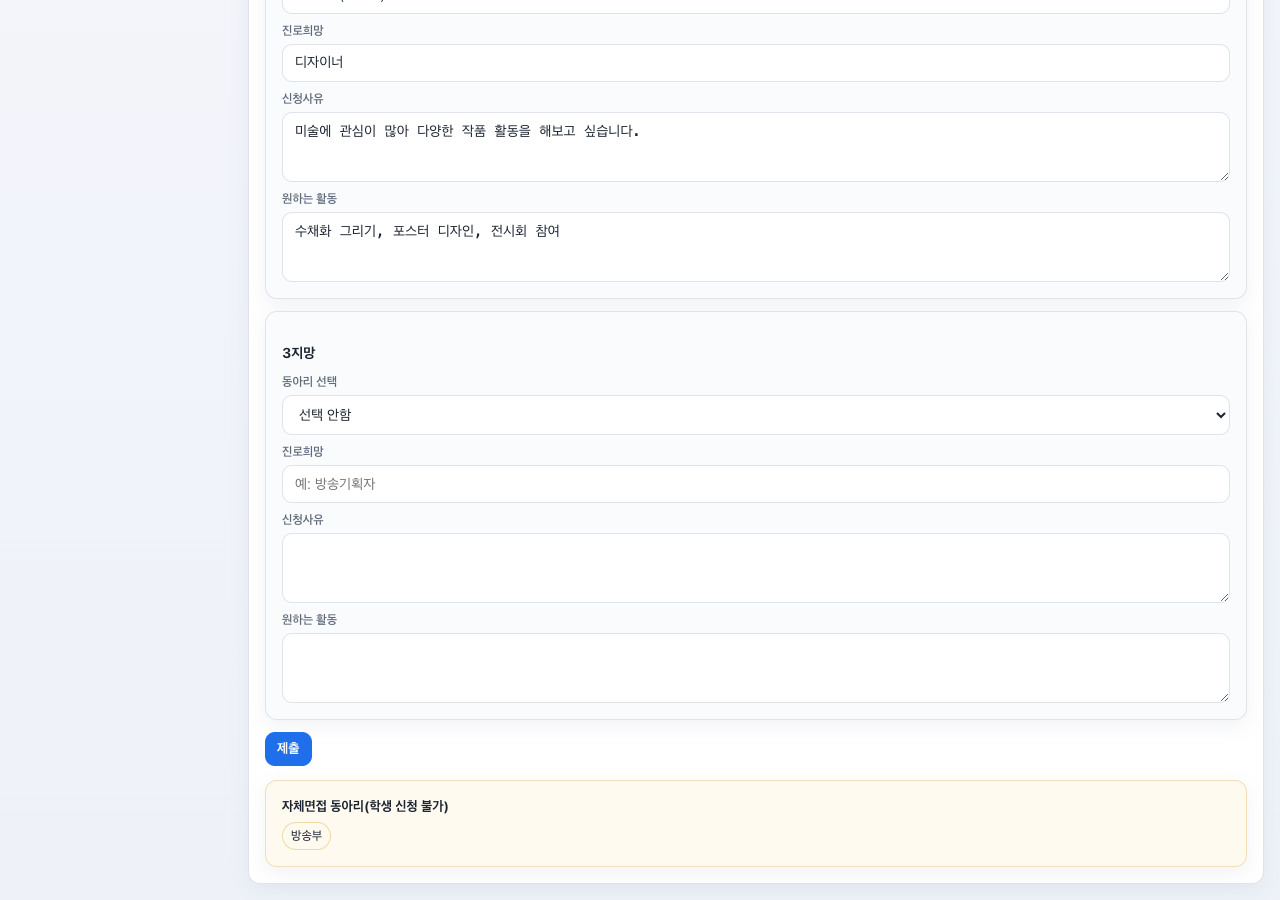 진로희망
디자이너
신청사유
미술에 관심이 많아 다양한 작품 활동을 해보고 싶습니다.
원하는 활동
수채화 그리기, 포스터 디자인, 전시회 참여
3지망
동아리 선택
선택 안함
진로희망
예: 방송기획자
신청사유
원하는 활동
제출
자체면접 동아리(학생 신청 불가)
방송부